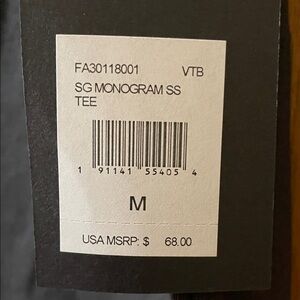 FA30118001 VTB
SG MONOGRAM SS
TEE
1 91141 55405 4
M
USA MSRP: $ 68.00